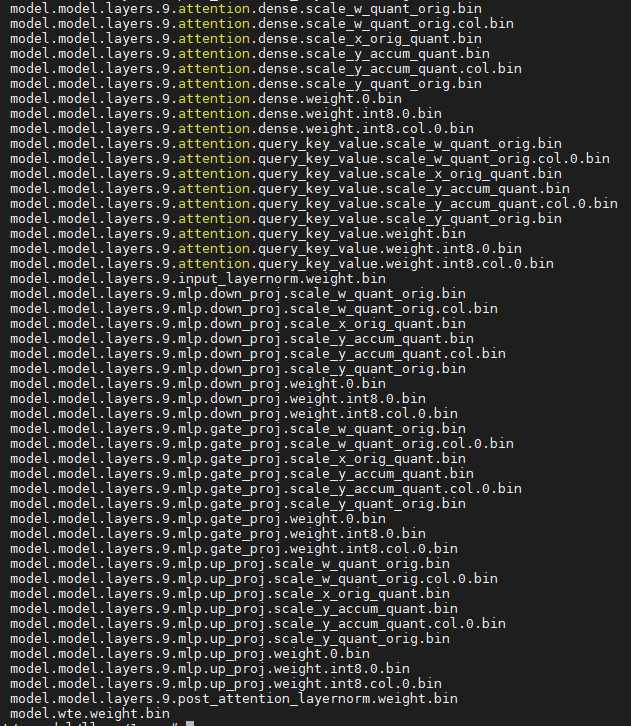 model.model.layers.9.attention.dense.scale_w_quant_orig.bin
model.model.layers.9.attention.dense.scale_w_quant_orig.col.bin
model.model.layers.9.attention.dense.scale_x_orig_quant.bin
model.model.layers.9.attention.dense.scale_y_accum_quant.bin
model.model.layers.9.attention.dense.scale_y_accum_quant.col.bin
model.model.layers.9.attention.dense.scale_y_quant_orig.bin
model.model.layers.9.attention.dense.weight.0.bin
model.model.layers.9.attention.dense.weight.int8.0.bin
model.model.layers.9.attention.dense.weight.int8.col.0.bin
model.model.layers.9.attention.query_key_value.scale_w_quant_orig.bin
model.model.layers.9.attention.query_key_value.scale_w_quant_orig.col.0.bin
model.model.layers.9.attention.query_key_value.scale_x_orig_quant.bin
model.model.layers.9.attention.query_key_value.scale_y_accum_quant.bin
model.model.layers.9.attention.query_key_value.scale_y_accum_quant.col.0.bin
model.model.layers.9.attention.query_key_value.scale_y_quant_orig.bin
model.model.layers.9.attention.query_key_value.weight.bin
model.model.layers.9.attention.query_key_value.weight.int8.0.bin
model.model.layers.9.attention.query_key_value.weight.int8.col.0.bin
model.model.layers.9.input_layernorm.weight.bin
model.model.layers.9.mlp.down_proj.scale_w_quant_orig.bin
model.model.layers.9.mlp.down_proj.scale_w_quant_orig.col.bin
model.model.layers.9.mlp.down_proj.scale_x_orig_quant.bin
model.model.layers.9.mlp.down_proj.scale_y_accum_quant.bin
model.model.layers.9.mlp.down_proj.scale_y_accum_quant.col.bin
model.model.layers.9.mlp.down_proj.scale_y_quant_orig.bin
model.model.layers.9.mlp.down_proj.weight.0.bin
model.model.layers.9.mlp.down_proj.weight.int8.0.bin
model.model.layers.9.mlp.down_proj.weight.int8.col.0.bin
model.model.layers.9.mlp.gate_proj.scale_w_quant_orig.bin
model.model.layers.9.mlp.gate_proj.scale_w_quant_orig.col.0.bin
model.model.layers.9.mlp.gate_proj.scale_x_orig_quant.bin
model.model.layers.9.mlp.gate_proj.scale_y_accum_quant.bin
model.model.layers.9.mlp.gate_proj.scale_y_accum_quant.col.0.bin
model.model.layers.9.mlp.gate_proj.scale_y_quant_orig.bin
model.model.layers.9.mlp.gate_proj.weight.0.bin
model.model.layers.9.mlp.gate_proj.weight.int8.0.bin
model.model.layers.9.mlp.gate_proj.weight.int8.col.0.bin
model.model.layers.9.mlp.up_proj.scale_w_quant_orig.bin
model.model.layers.9.mlp.up_proj.scale_w_quant_orig.col.0.bin
model.model.layers.9.mlp.up_proj.scale_x_orig_quant.bin
model.model.layers.9.mlp.up_proj.scale_y_accum_quant.bin
model.model.layers.9.mlp.up_proj.scale_y_accum_quant.col.0.bin
model.model.layers.9.mlp.up_proj.scale_y_quant_orig.bin
model.model.layers.9.mlp.up_proj.weight.0.bin
model.model.layers.9.mlp.up_proj.weight.int8.0.bin
model.model.layers.9.mlp.up_proj.weight.int8.col.0.bin
model.model.layers.9.post_attention_layernorm.weight.bin
model.wte.weight.bin